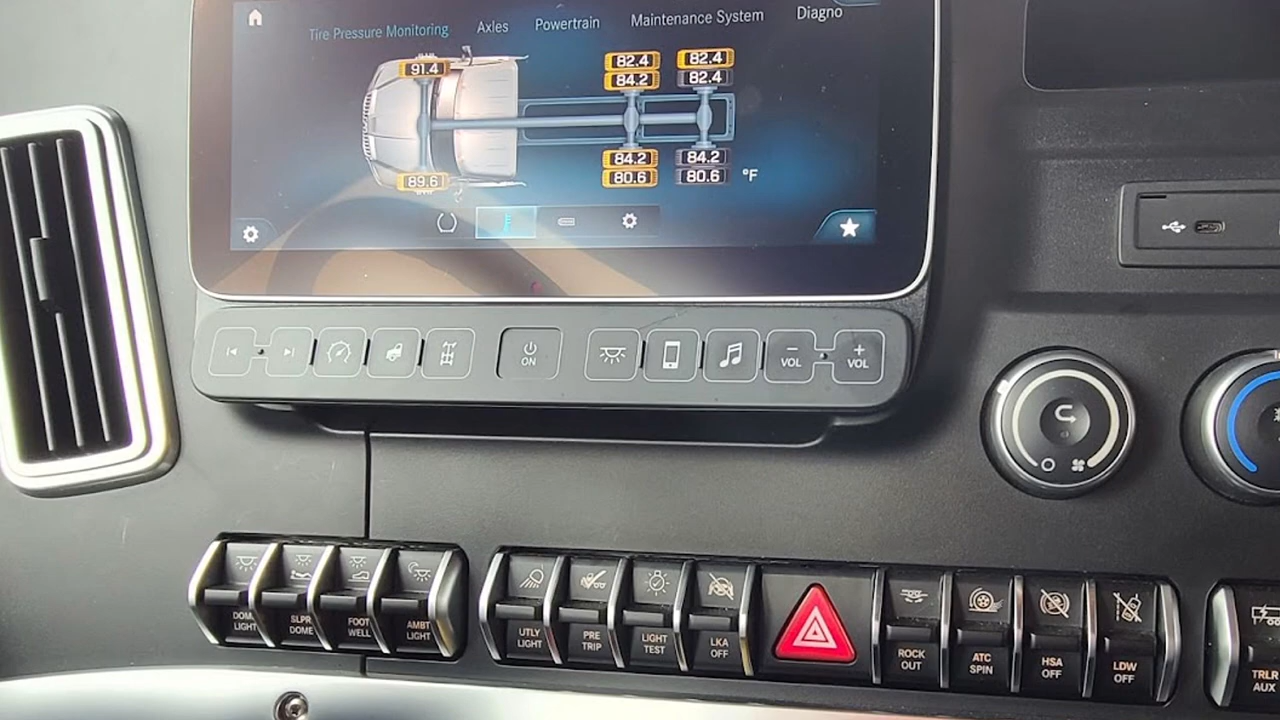 Tire Pressure Monitoring Axles Powertrain Maintenance System Diagno
91.4 82.4 82.4
84.2 82.4
84.2 84.2
89.6 80.6 80.6 °F
ON
− VOL
+ VOL
DOM LIGHT
SLPR DOME
FOOT WELL
AMBT LIGHT
UTLY LIGHT
PRE TRIP
LIGHT TEST
LKA OFF
ROCK OUT
ATC SPIN
HSA OFF
LDW OFF
TRLR AUX